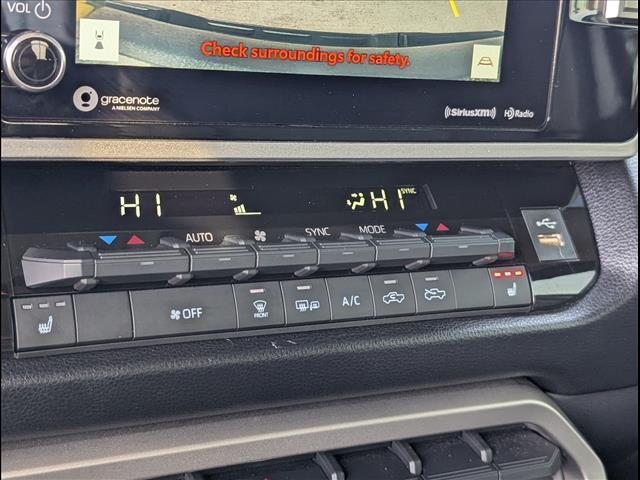 VOL
Check surroundings for safety.
gracenote
A NIELSEN COMPANY
SiriusXM
HD Radio
HI
HI
SYNC
AUTO
SYNC
MODE
OFF
FRONT
A/C